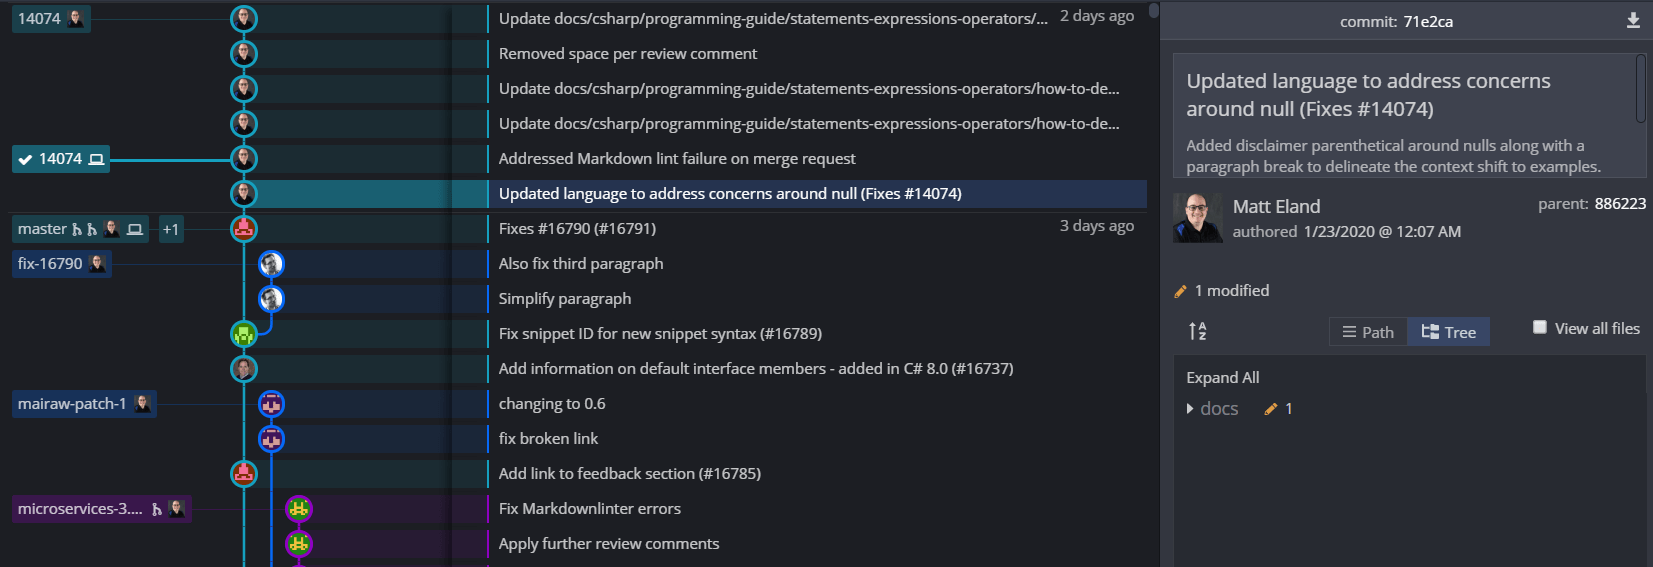 14074
Update docs/csharp/programming-guide/statements-expressions-operators/... 2 days ago
Removed space per review comment
Update docs/csharp/programming-guide/statements-expressions-operators/how-to-de...
Update docs/csharp/programming-guide/statements-expressions-operators/how-to-de...
14074
Addressed Markdown lint failure on merge request
Updated language to address concerns around null (Fixes #14074)
master +1
Fixes #16790 (#16791) 3 days ago
fix-16790
Also fix third paragraph
Simplify paragraph
Fix snippet ID for new snippet syntax (#16789)
Add information on default interface members - added in C# 8.0 (#16737)
mairaw-patch-1
changing to 0.6
fix broken link
Add link to feedback section (#16785)
microservices-3....
Fix Markdownlinter errors
Apply further review comments
commit: 71e2ca
Updated language to address concerns
around null (Fixes #14074)
Added disclaimer parenthetical around nulls along with a
paragraph break to delineate the context shift to examples.
Matt Eland
parent: 886223
authored 1/23/2020 @ 12:07 AM
1 modified
A
Z
Path
Tree
View all files
Expand All
docs 1